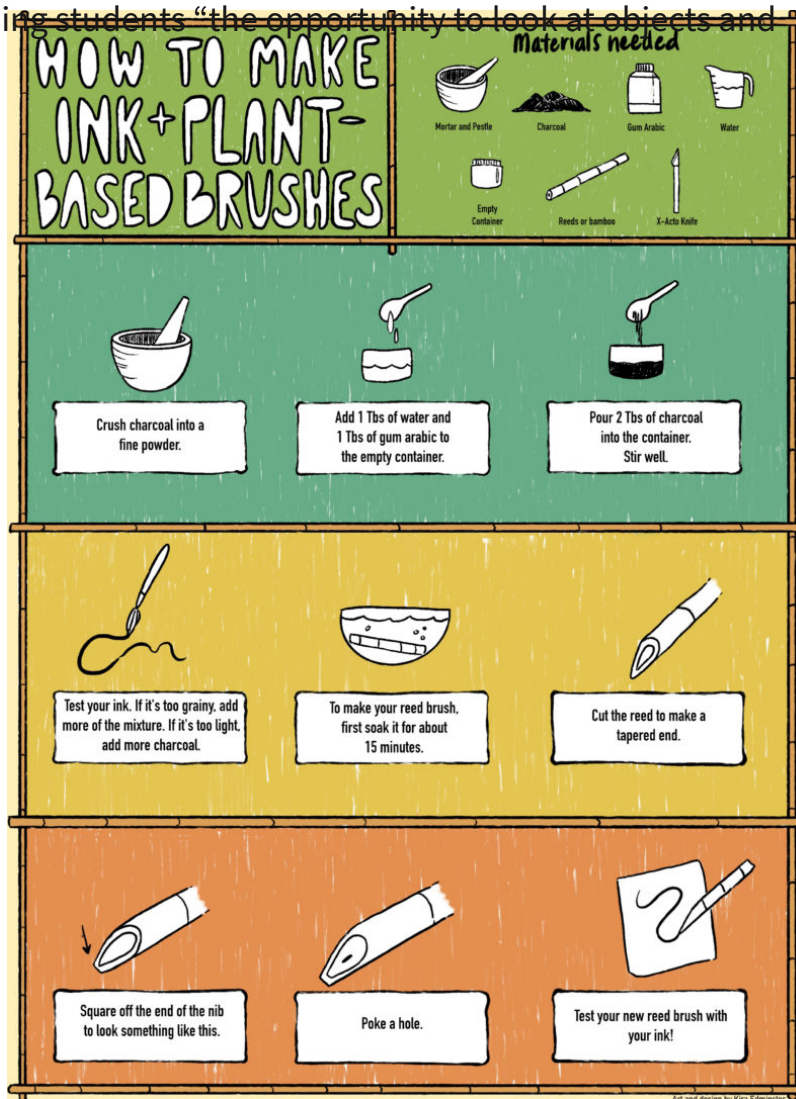 ing students “the opportunity to look at objects and
HOW TO MAKE
INK + PLANT-
BASED BRUSHES
Materials needed
Mortar and Pestle
Charcoal
Gum Arabic
Water
Empty
Container
Reeds or bamboo
X-Acto Knife
Crush charcoal into a
fine powder.
Add 1 Tbs of water and
1 Tbs of gum arabic to
the empty container.
Pour 2 Tbs of charcoal
into the container.
Stir well.
Test your ink. If it's too grainy, add
more of the mixture. If it's too light,
add more charcoal.
To make your reed brush,
first soak it for about
15 minutes.
Cut the reed to make a
tapered end.
Square off the end of the nib
to look something like this.
Poke a hole.
Test your new reed brush with
your ink!
Art and design by Kira Edminster